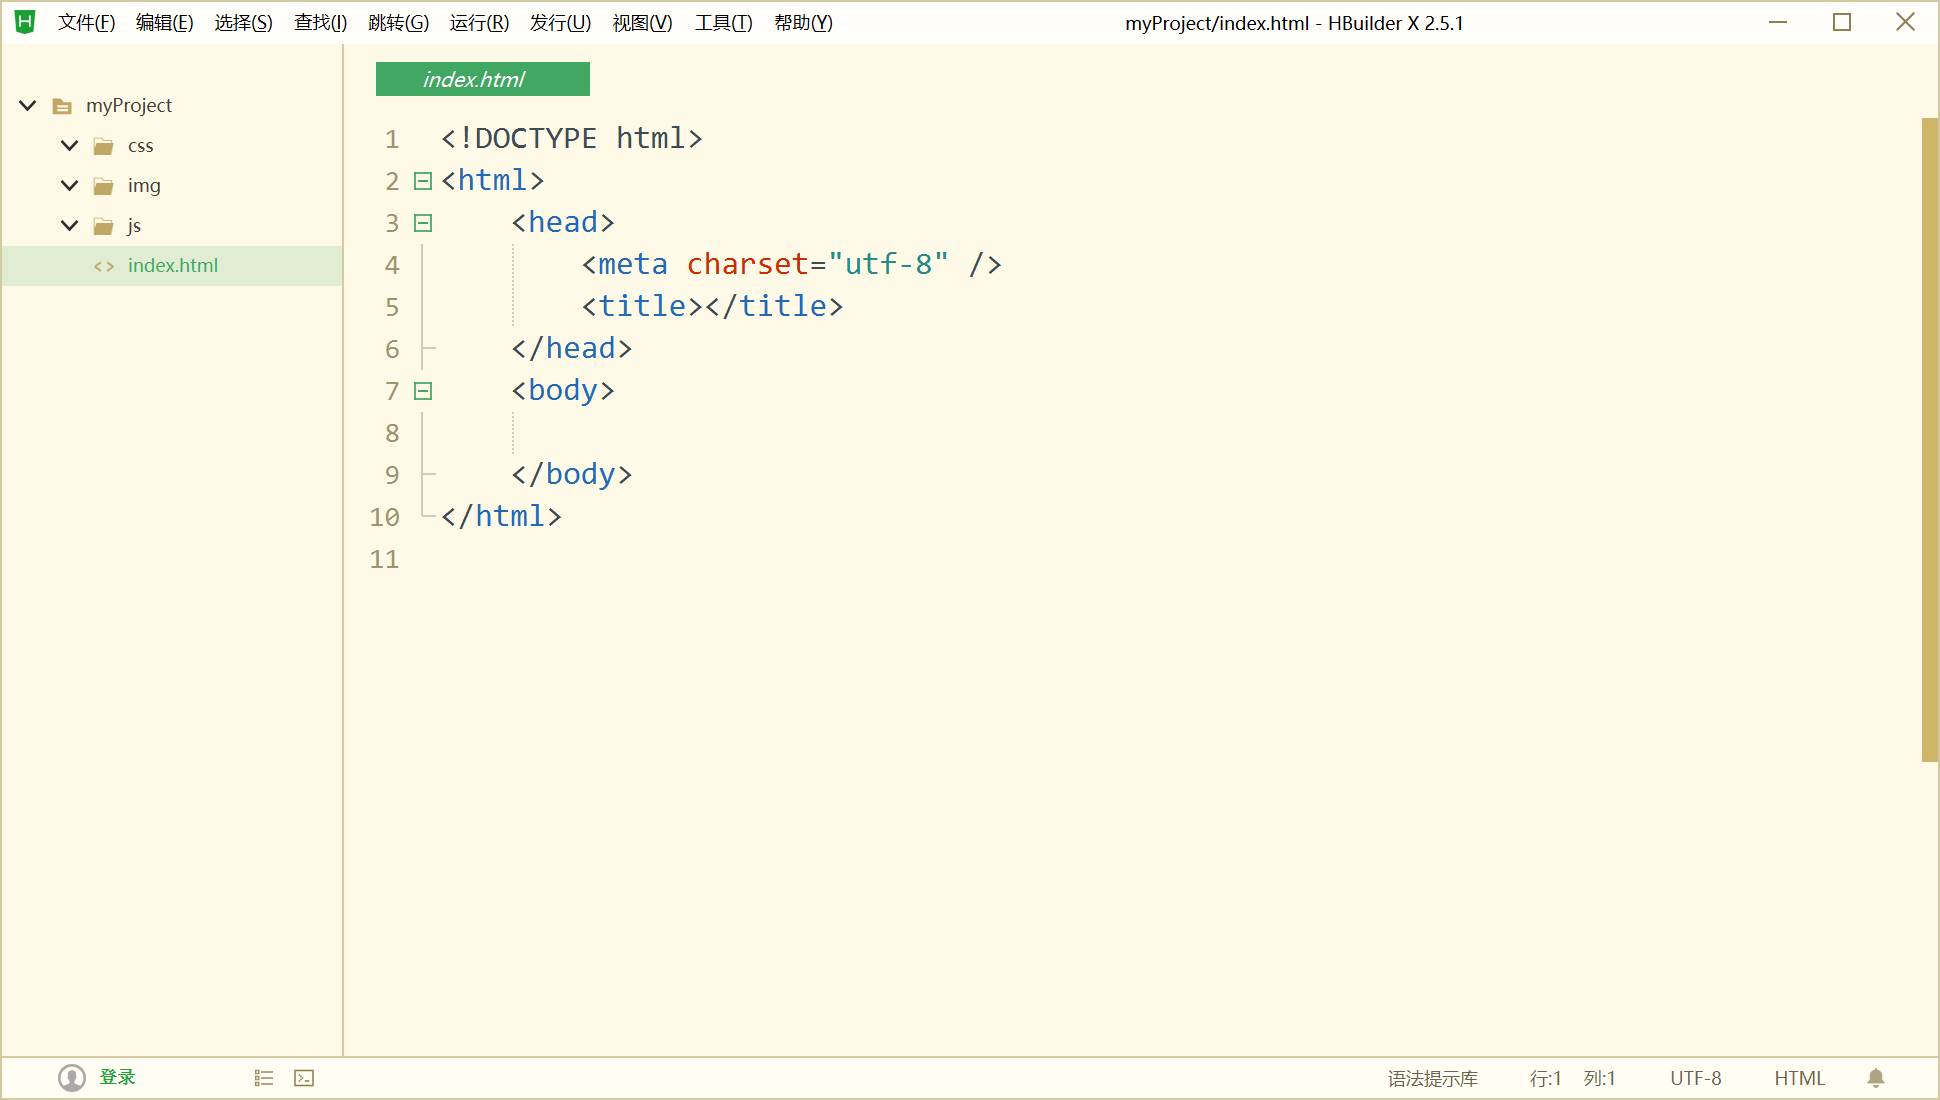 文件(F) 编辑(E) 选择(S) 查找(I) 跳转(G) 运行(R) 发行(U) 视图(V) 工具(T) 帮助(Y) myProject/index.html - HBuilder X 2.5.1
myProject
css
img
js
index.html
index.html
1 <!DOCTYPE html>
2 <html>
3 <head>
4 <meta charset="utf-8" />
5 <title></title>
6 </head>
7 <body>
8
9 </body>
10 </html>
11
登录 语法提示库 行:1 列:1 UTF-8 HTML